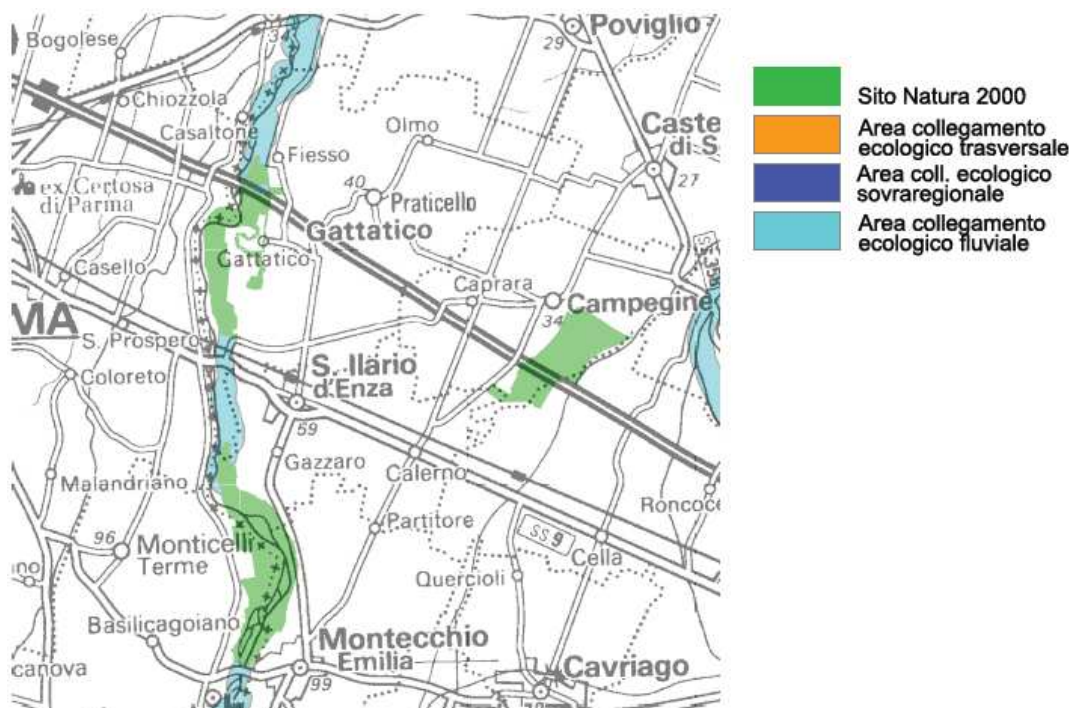 Poviglio
34
29
Bogolese
Chiozzola
Casaltone
Olmo
Caste
di S
Fiesso
27
ex Certosa
di Parma
40
Praticello
Gattatico
Gattatico
Casello
Caprara
Campegine
34
MA
S. Prospero
S. Ilario
d'Enza
Coloreto
59
Gazzaro
Calerno
Malandriano
Roncoce
96
Partitore
SS 9
Monticelli
Terme
Cella
Quercioli
Basilicagoiano
Montecchio
Emilia
canova
Cavriago
99
Sito Natura 2000
Area collegamento
ecologico trasversale
Area coll. ecologico
sovraregionale
Area collegamento
ecologico fluviale